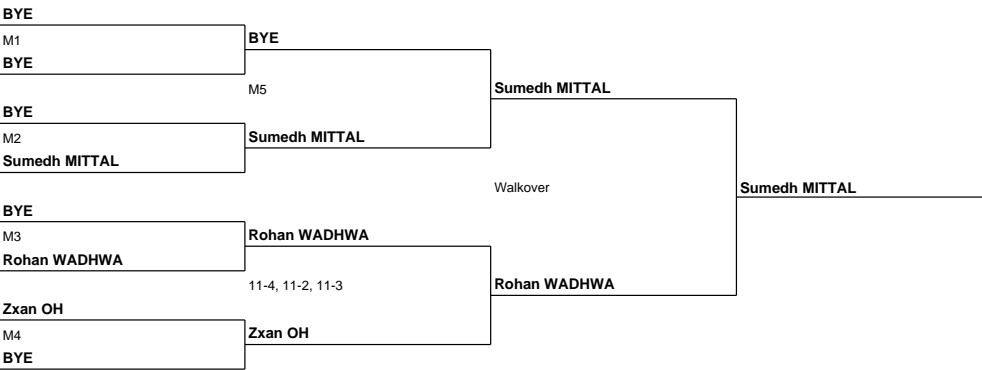 BYE
M1
BYE
BYE
M5
BYE
M2
Sumedh MITTAL
Sumedh MITTAL
Sumedh MITTAL
Walkover
Sumedh MITTAL
BYE
M3
Rohan WADHWA
Rohan WADHWA
11-4, 11-2, 11-3
Rohan WADHWA
Zxan OH
M4
BYE
Zxan OH